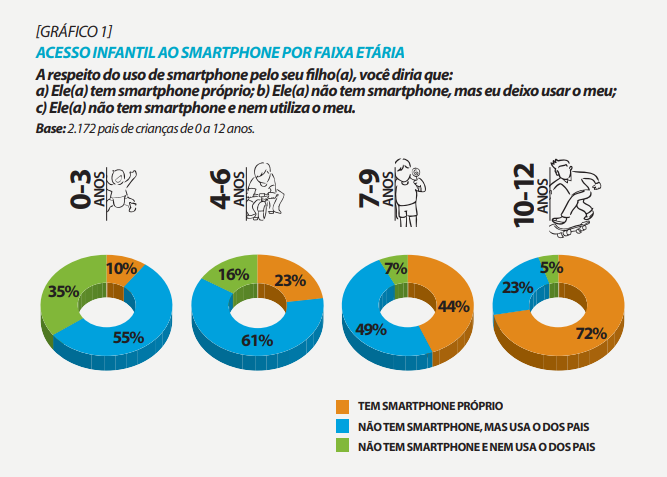 [GRÁFICO 1]
ACESSO INFANTIL AO SMARTPHONE POR FAIXA ETÁRIA
A respeito do uso de smartphone pelo seu filho(a), você diria que:
a) Ele(a) tem smartphone próprio; b) Ele(a) não tem smartphone, mas eu deixo usar o meu;
c) Ele(a) não tem smartphone e nem utiliza o meu.
Base: 2.172 pais de crianças de 0 a 12 anos.
0-3
ANOS
4-6
ANOS
7-9
ANOS
10-12
ANOS
10%
35%
55%
16%
23%
61%
7%
44%
49%
5%
23%
72%
TEM SMARTPHONE PRÓPRIO
NÃO TEM SMARTPHONE, MAS USA O DOS PAIS
NÃO TEM SMARTPHONE E NEM USA O DOS PAIS